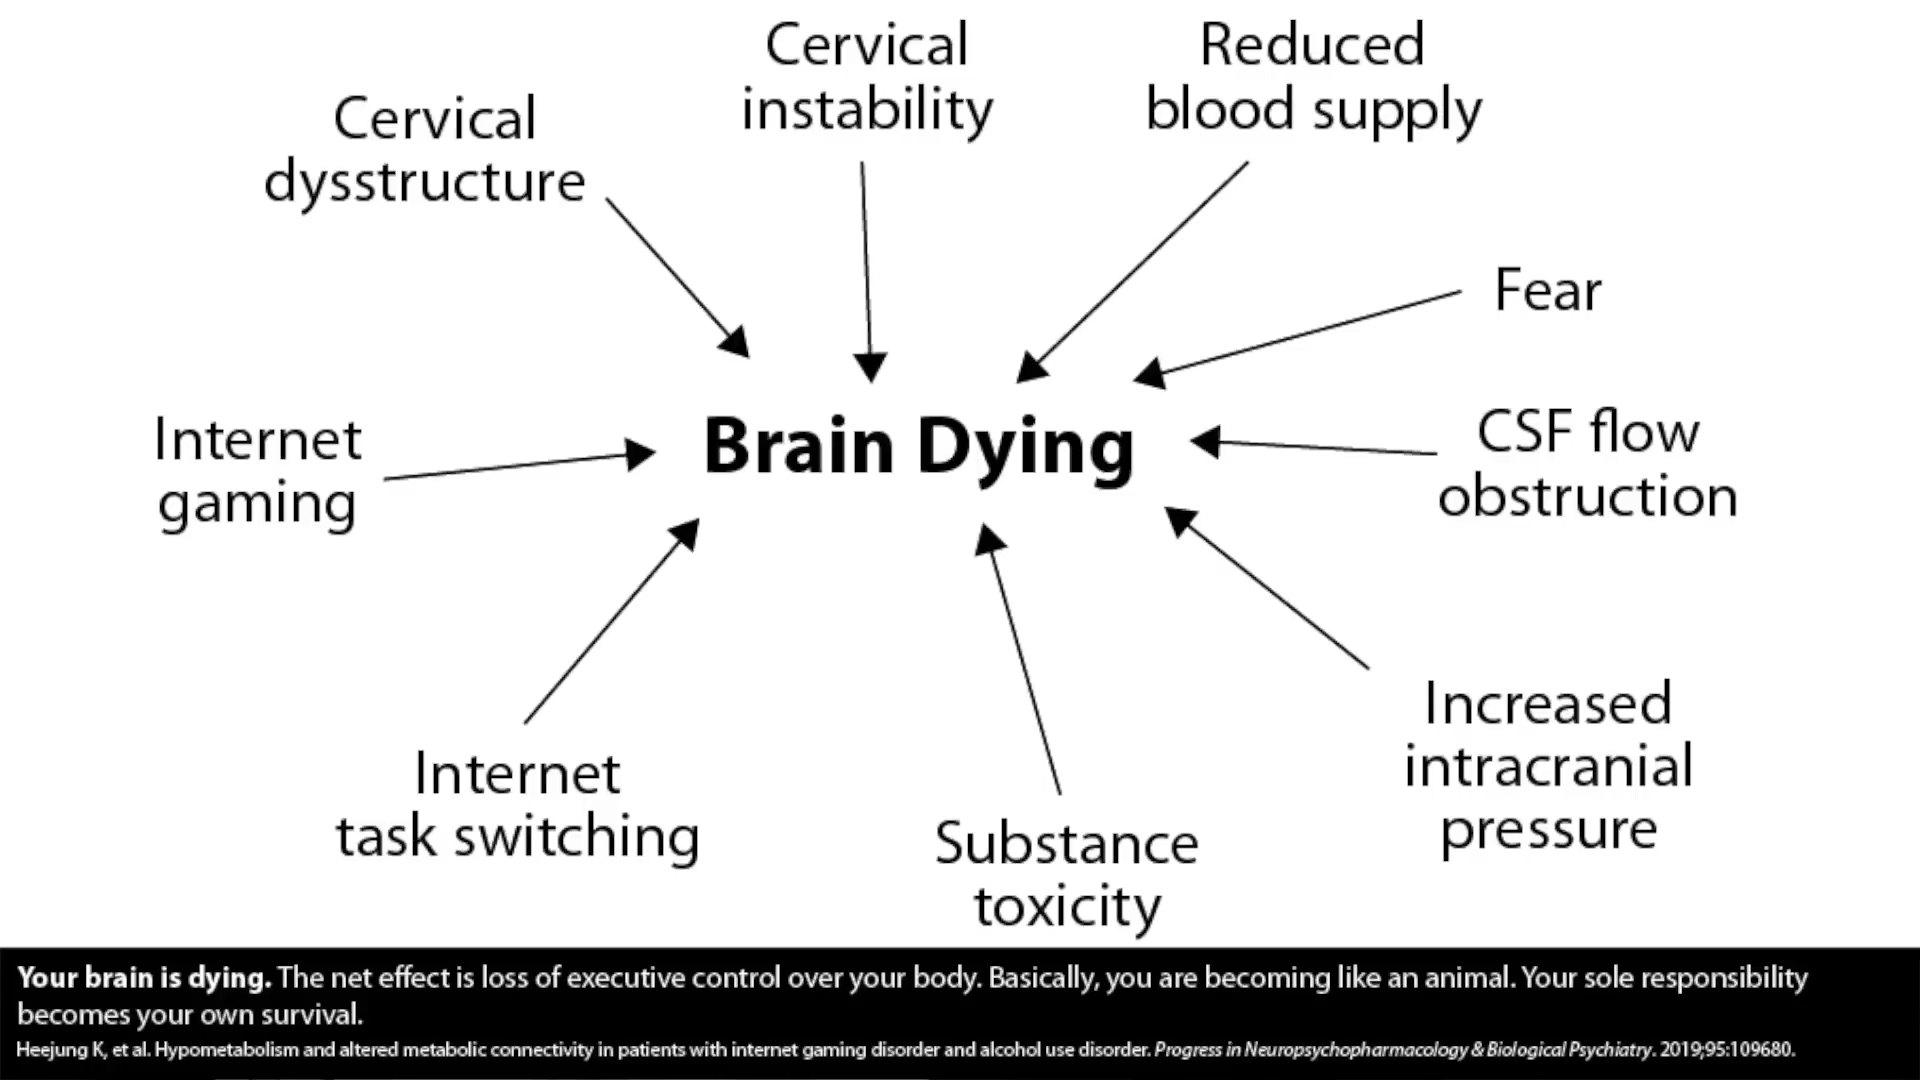 Cervical
instability
Reduced
blood supply
Cervical
dysstructure
Fear
Internet
gaming
Brain Dying
CSF flow
obstruction
Internet
task switching
Substance
toxicity
Increased
intracranial
pressure
Your brain is dying. The net effect is loss of executive control over your body. Basically, you are becoming like an animal. Your sole responsibility
becomes your own survival.
Heejung K, et al. Hypometabolism and altered metabolic connectivity in patients with internet gaming disorder and alcohol use disorder. Progress in Neuropsychopharmacology & Biological Psychiatry. 2019;95:109680.